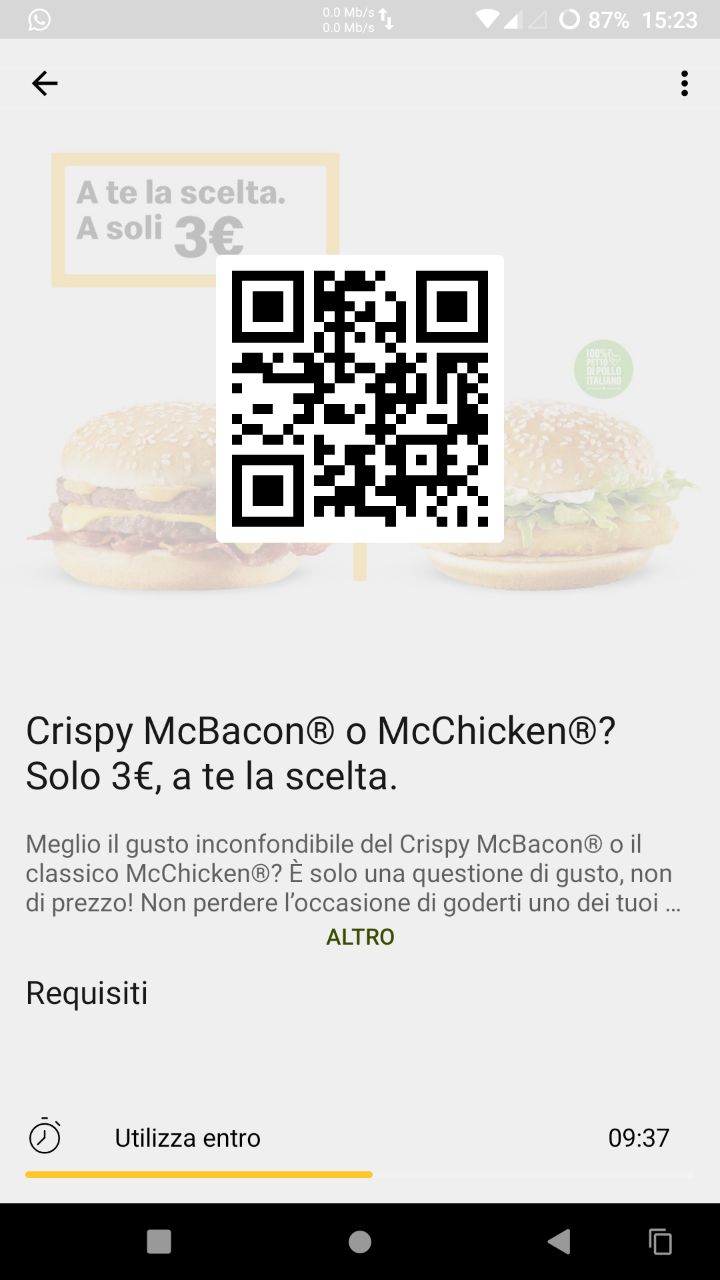 0.0 Mb/s
0.0 Mb/s
87% 15:23
A te la scelta.
A soli 3€
100%
PETTO
DI POLLO
ITALIANO
Crispy McBacon® o McChicken®?
Solo 3€, a te la scelta.
Meglio il gusto inconfondibile del Crispy McBacon® o il
classico McChicken®? È solo una questione di gusto, non
di prezzo! Non perdere l’occasione di goderti uno dei tuoi ...
ALTRO
Requisiti
Utilizza entro 09:37